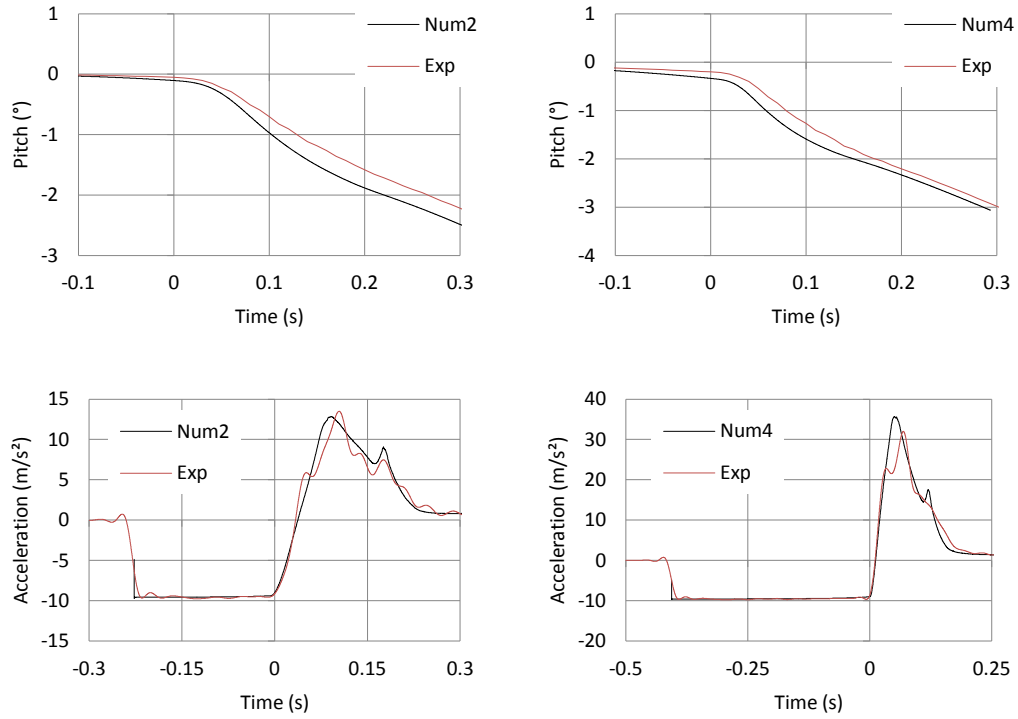 1
0
-1
-2
-3
Pitch (°)
-0.1
0
0.1
0.2
0.3
Time (s)
Num2
Exp
1
0
-1
-2
-3
-4
Pitch (°)
-0.1
0
0.1
0.2
0.3
Time (s)
Num4
Exp
15
10
5
0
-5
-10
-15
Acceleration (m/s²)
-0.3
-0.15
0
0.15
0.3
Time (s)
Num2
Exp
40
30
20
10
0
-10
-20
Acceleration (m/s²)
-0.5
-0.25
0
0.25
Time (s)
Num4
Exp